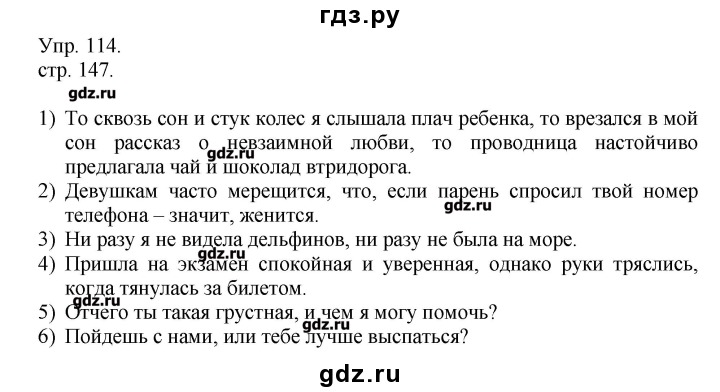 гдз.ру
Упр. 114.
стр. 147.
gdz.ru
1) То сквозь сон и стук колес я слышала плач ребенка, то врезался в мой
сон рассказ о невзаимной любви, то проводница настойчиво
gdz.ru
предлагала чай и шоколад втридорога.
2) Девушкам часто мерещится, что, если парень спросил твой номер
gdz.ru
телефона – значит, женится.
3) Ни разу я не видела дельфинов, ни разу не была на море.
gdz.ru
4) Пришла на экзамен спокойная и уверенная, однако руки тряслись,
когда тянулась за билетом.
gdz.ru
5) Отчего ты такая грустная, и чем я могу помочь?
gdz.ru
6) Пойдешь с нами, или тебе лучше выспаться?
gdz.ru